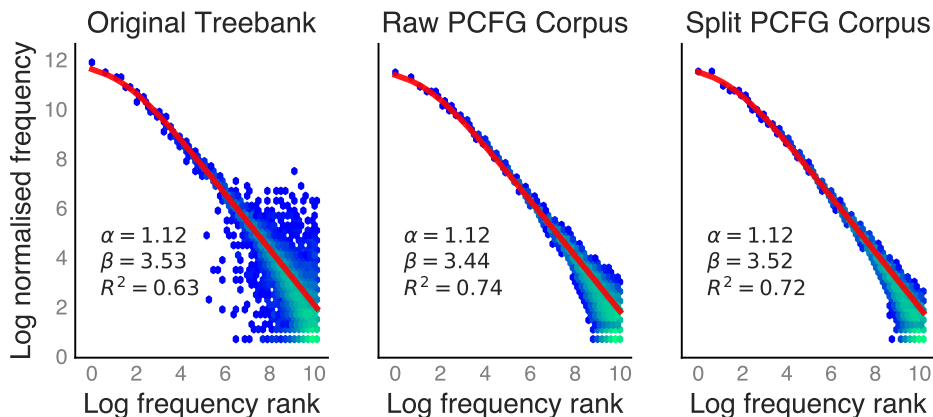 Original Treebank
Raw PCFG Corpus
Split PCFG Corpus
Log normalised frequency
12
10
8
6
4
2
0
α = 1.12
β = 3.53
R² = 0.63
α = 1.12
β = 3.44
R² = 0.74
α = 1.12
β = 3.52
R² = 0.72
0 2 4 6 8 10
0 2 4 6 8 10
0 2 4 6 8 10
Log frequency rank
Log frequency rank
Log frequency rank